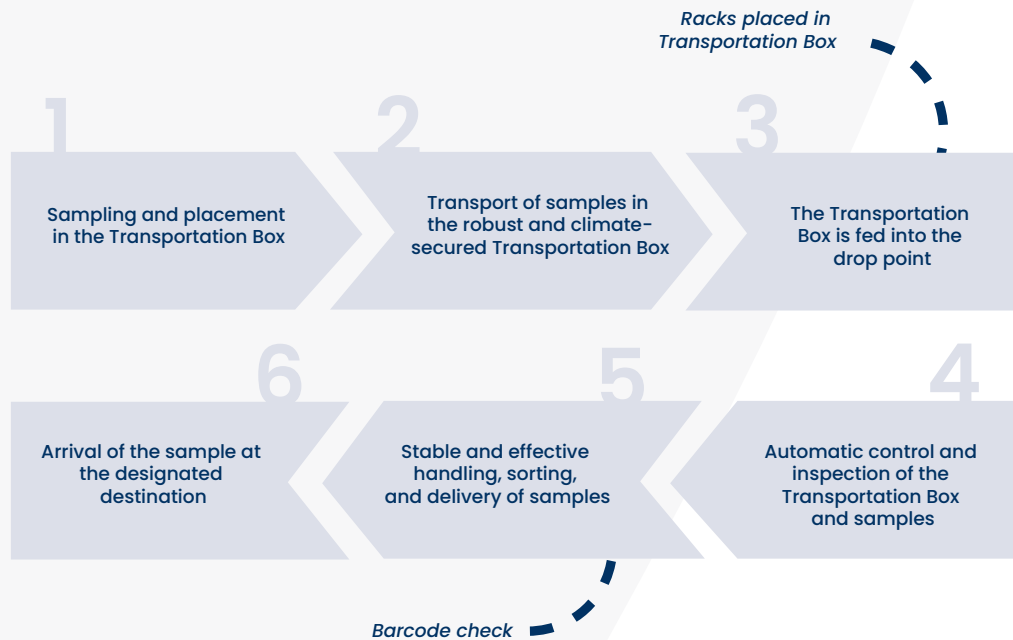 Racks placed in
Transportation Box
1
Sampling and placement
in the Transportation Box
2
Transport of samples in
the robust and climate-
secured Transportation Box
3
The Transportation
Box is fed into the
drop point
4
Automatic control and
inspection of the
Transportation Box
and samples
5
Stable and effective
handling, sorting,
and delivery of samples
6
Arrival of the sample at
the designated
destination
Barcode check